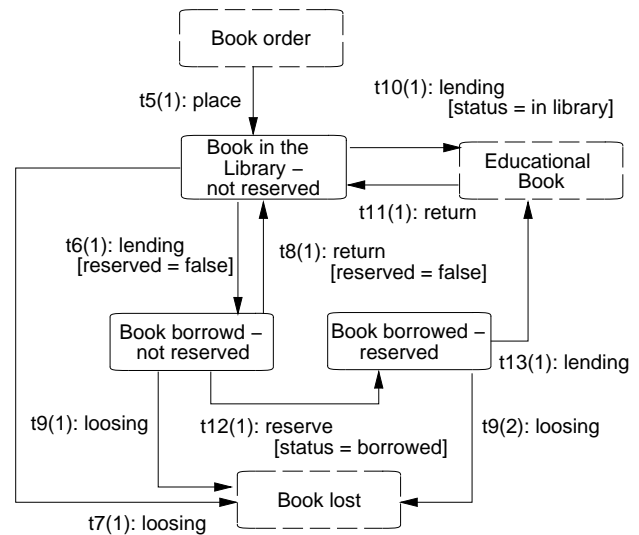 Book order
t5(1): place
t10(1): lending
[status = in library]
Book in the
Library –
not reserved
Educational
Book
t11(1): return
t6(1): lending
[reserved = false]
t8(1): return
[reserved = false]
Book borrowd –
not reserved
Book borrowed –
reserved
t13(1): lending
t9(1): loosing
t12(1): reserve
[status = borrowed]
t9(2): loosing
Book lost
t7(1): loosing